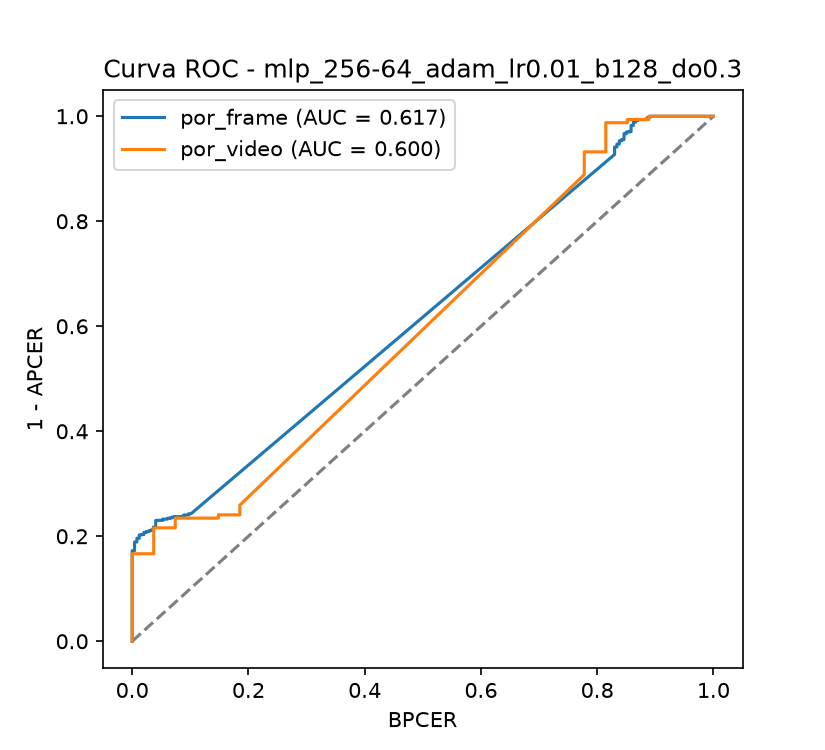 Curva ROC - mlp_256-64_adam_lr0.01_b128_do0.3
por_frame (AUC = 0.617)
por_video (AUC = 0.600)
1.0
0.8
0.6
0.4
0.2
0.0
1 - APCER
0.0 0.2 0.4 0.6 0.8 1.0
BPCER